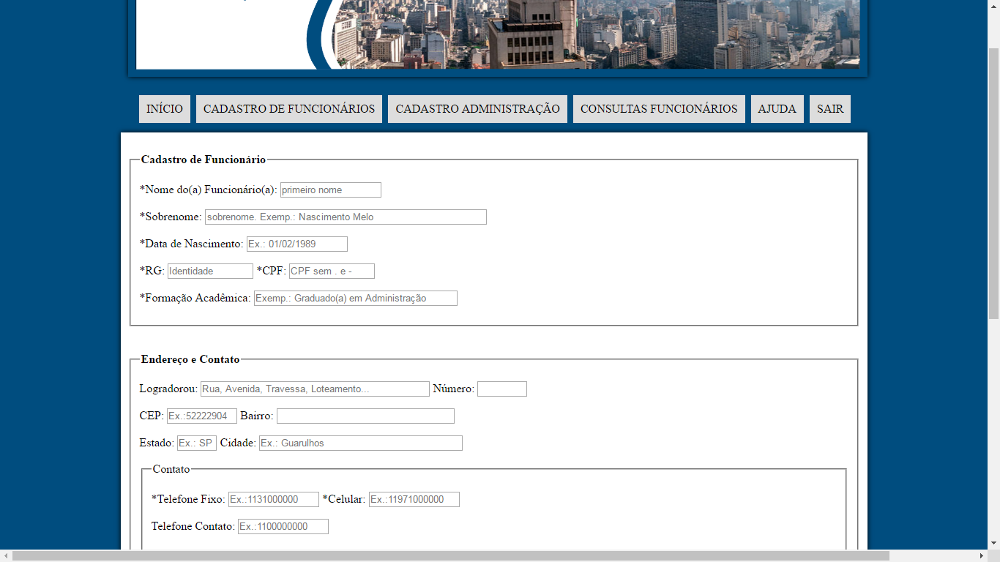 INÍCIO CADASTRO DE FUNCIONÁRIOS CADASTRO ADMINISTRAÇÃO CONSULTAS FUNCIONÁRIOS AJUDA SAIR
Cadastro de Funcionário
*Nome do(a) Funcionário(a): primeiro nome
*Sobrenome: sobrenome. Exemp.: Nascimento Melo
*Data de Nascimento: Ex.: 01/02/1989
*RG: Identidade *CPF: CPF sem . e -
*Formação Acadêmica: Exemp.: Graduado(a) em Administração
Endereço e Contato
Logradorou: Rua, Avenida, Travessa, Loteamento... Número:
CEP: Ex.:52222904 Bairro:
Estado: Ex.: SP Cidade: Ex.: Guarulhos
Contato
*Telefone Fixo: Ex.:1131000000 *Celular: Ex.:11971000000
Telefone Contato: Ex.:1100000000